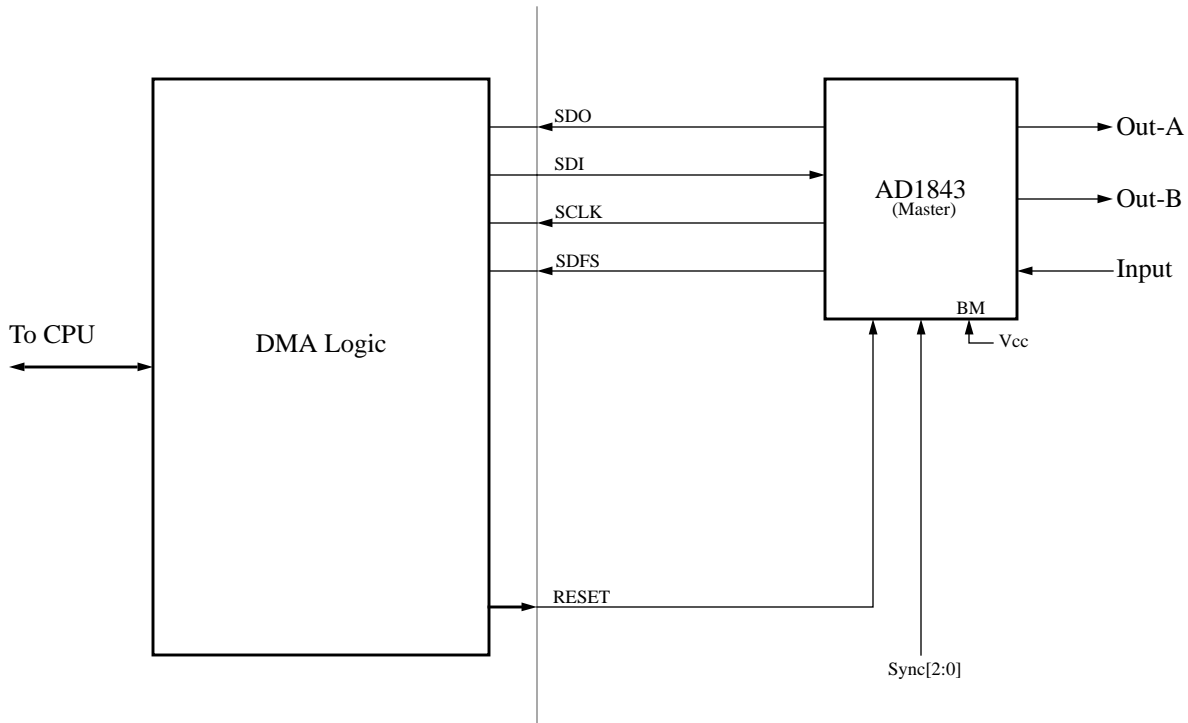 SDO
Out-A
SDI
AD1843
(Master)
Out-B
SCLK
SDFS
Input
BM
To CPU
DMA Logic
Vcc
RESET
Sync[2:0]